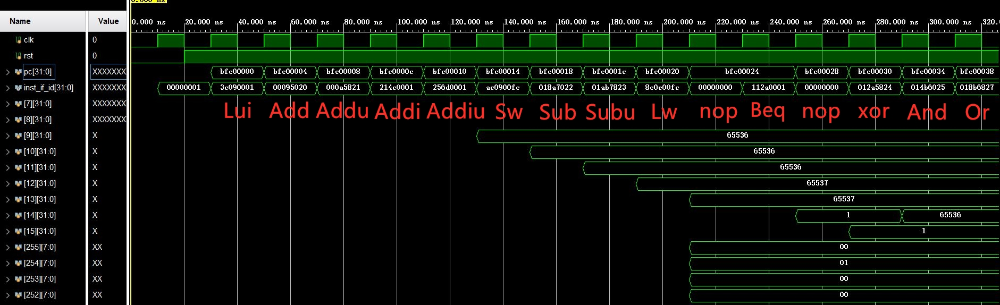 0.000 ns
Name Value 0.000 ns 20.000 ns 40.000 ns 60.000 ns 80.000 ns 100.000 ns 120.000 ns 140.000 ns 160.000 ns 180.000 ns 200.000 ns 220.000 ns 240.000 ns 260.000 ns 280.000 ns 300.000 ns 320.
clk 0
rst 0
pc[31:0] XXXXXXX bfc00000 bfc00004 bfc00008 bfc0000c bfc00010 bfc00014 bfc00018 bfc0001c bfc00020 bfc00024 bfc00028 bfc00030 bfc00034 bfc00038
inst_if_id[31:0] XXXXXXX 00000001 3c090001 00095020 000a5821 214c0001 256d0001 ac0900fc 018a7022 01ab7823 8c0e00fc 00000000 112a0001 00000000 012a5824 014b6025 018b6827
[7][31:0] XXXXXXX Lui Add Addu Addi Addiu Sw Sub Subu Lw nop Beq nop xor And Or
[8][31:0] XXXXXXX
[9][31:0] X 65536
[10][31:0] X 65536
[11][31:0] X 65536
[12][31:0] X 65537
[13][31:0] X 65537
[14][31:0] X 1 65536
[15][31:0] X 1
[255][7:0] XX 00
[254][7:0] XX 01
[253][7:0] XX 00
[252][7:0] XX 00